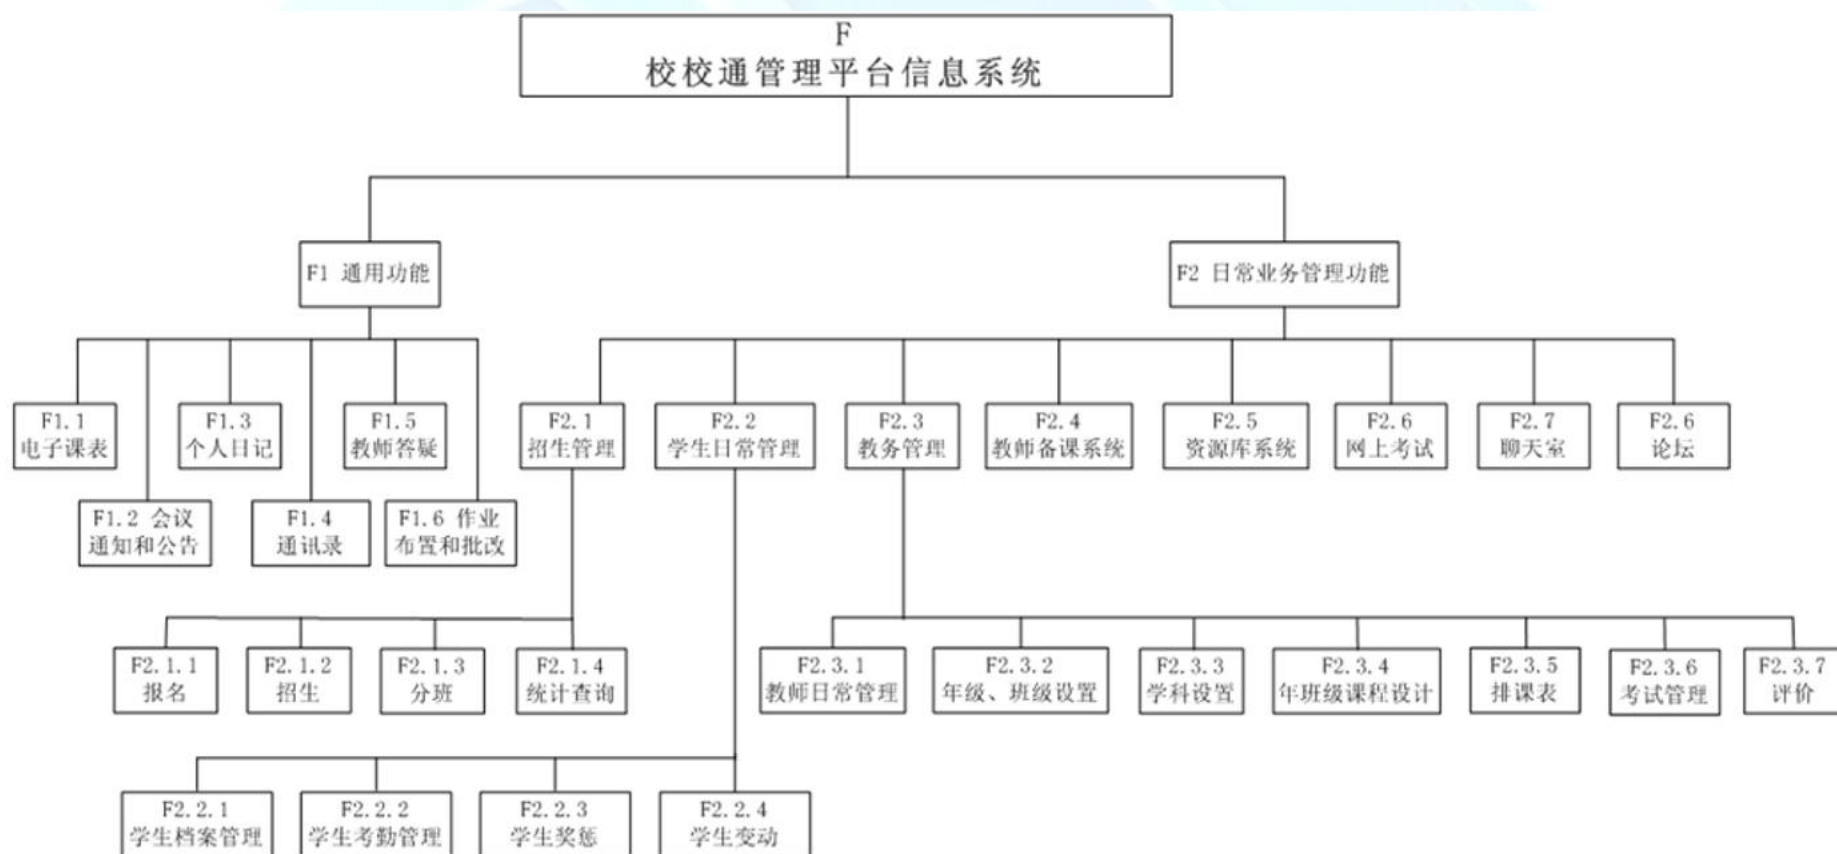 F
校校通管理平台信息系统
F1 通用功能
F2 日常业务管理功能
F1.1
电子课表
F1.3
个人日记
F1.5
教师答疑
F2.1
招生管理
F2.2
学生日常管理
F2.3
教务管理
F2.4
教师备课系统
F2.5
资源库系统
F2.6
网上考试
F2.7
聊天室
F2.6
论坛
F1.2 会议
通知和公告
F1.4
通讯录
F1.6 作业
布置和批改
F2.1.1
报名
F2.1.2
招生
F2.1.3
分班
F2.1.4
统计查询
F2.3.1
教师日常管理
F2.3.2
年级、班级设置
F2.3.3
学科设置
F2.3.4
年班级课程设计
F2.3.5
排课表
F2.3.6
考试管理
F2.3.7
评价
F2.2.1
学生档案管理
F2.2.2
学生考勤管理
F2.2.3
学生奖惩
F2.2.4
学生变动